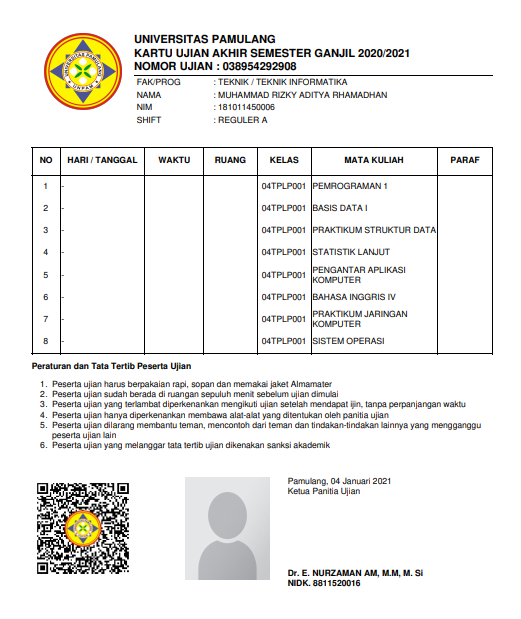 UNIVERSITAS PAMULANG
KARTU UJIAN AKHIR SEMESTER GANJIL 2020/2021
NOMOR UJIAN : 038954292908
FAK/PROG : TEKNIK / TEKNIK INFORMATIKA
NAMA : MUHAMMAD RIZKY ADITYA RHAMADHAN
NIM : 181011450006
SHIFT : REGULER A
UNIVERSITAS PAMULANG
UNPAM
NO HARI / TANGGAL WAKTU RUANG KELAS MATA KULIAH PARAF
1 - 04TPLP001 PEMROGRAMAN 1
2 - 04TPLP001 BASIS DATA I
3 - 04TPLP001 PRAKTIKUM STRUKTUR DATA
4 - 04TPLP001 STATISTIK LANJUT
5 - 04TPLP001 PENGANTAR APLIKASI
KOMPUTER
6 - 04TPLP001 BAHASA INGGRIS IV
7 - 04TPLP001 PRAKTIKUM JARINGAN
KOMPUTER
8 - 04TPLP001 SISTEM OPERASI
Peraturan dan Tata Tertib Peserta Ujian
1. Peserta ujian harus berpakaian rapi, sopan dan memakai jaket Almamater
2. Peserta ujian sudah berada di ruangan sepuluh menit sebelum ujian dimulai
3. Peserta ujian yang terlambat diperkenankan mengikuti ujian setelah mendapat ijin, tanpa perpanjangan waktu
4. Peserta ujian hanya diperkenankan membawa alat-alat yang ditentukan oleh panitia ujian
5. Peserta ujian dilarang membantu teman, mencontoh dari teman dan tindakan-tindakan lainnya yang mengganggu
peserta ujian lain
6. Peserta ujian yang melanggar tata tertib ujian dikenakan sanksi akademik
Pamulang, 04 Januari 2021
Ketua Panitia Ujian
Dr. E. NURZAMAN AM, M.M, M. Si
NIDK. 8811520016